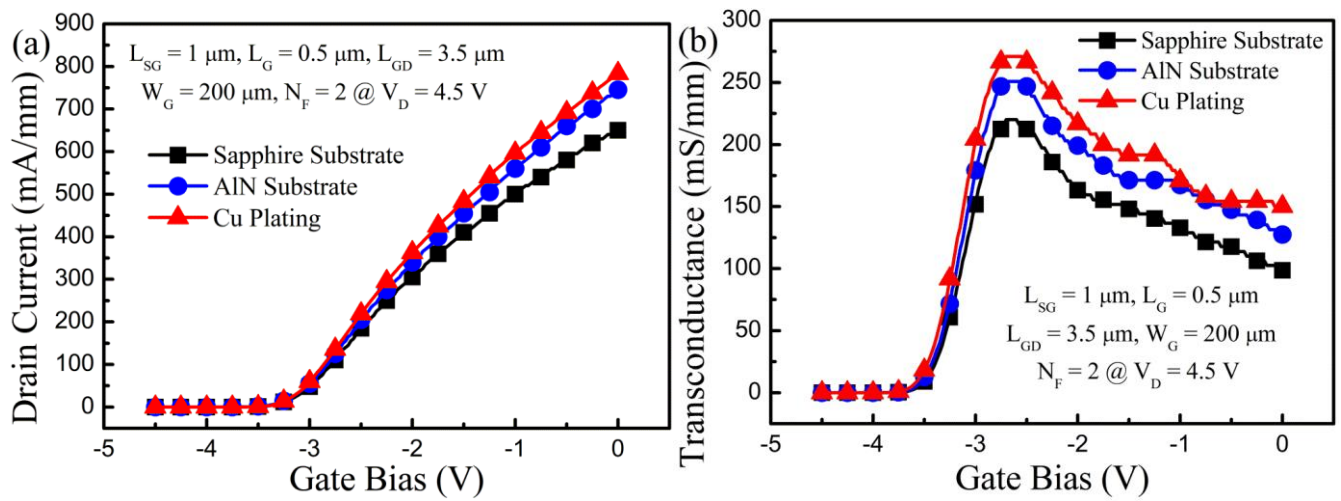 (a)
Drain Current (mA/mm)
900
800
700
600
500
400
300
200
100
0
L_SG = 1 μm, L_G = 0.5 μm, L_GD = 3.5 μm
W_G = 200 μm, N_F = 2 @ V_D = 4.5 V
Sapphire Substrate
AlN Substrate
Cu Plating
-5 -4 -3 -2 -1 0
Gate Bias (V)
(b)
Transconductance (mS/mm)
300
250
200
150
100
50
0
Sapphire Substrate
AlN Substrate
Cu Plating
L_SG = 1 μm, L_G = 0.5 μm
L_GD = 3.5 μm, W_G = 200 μm
N_F = 2 @ V_D = 4.5 V
-5 -4 -3 -2 -1 0
Gate Bias (V)